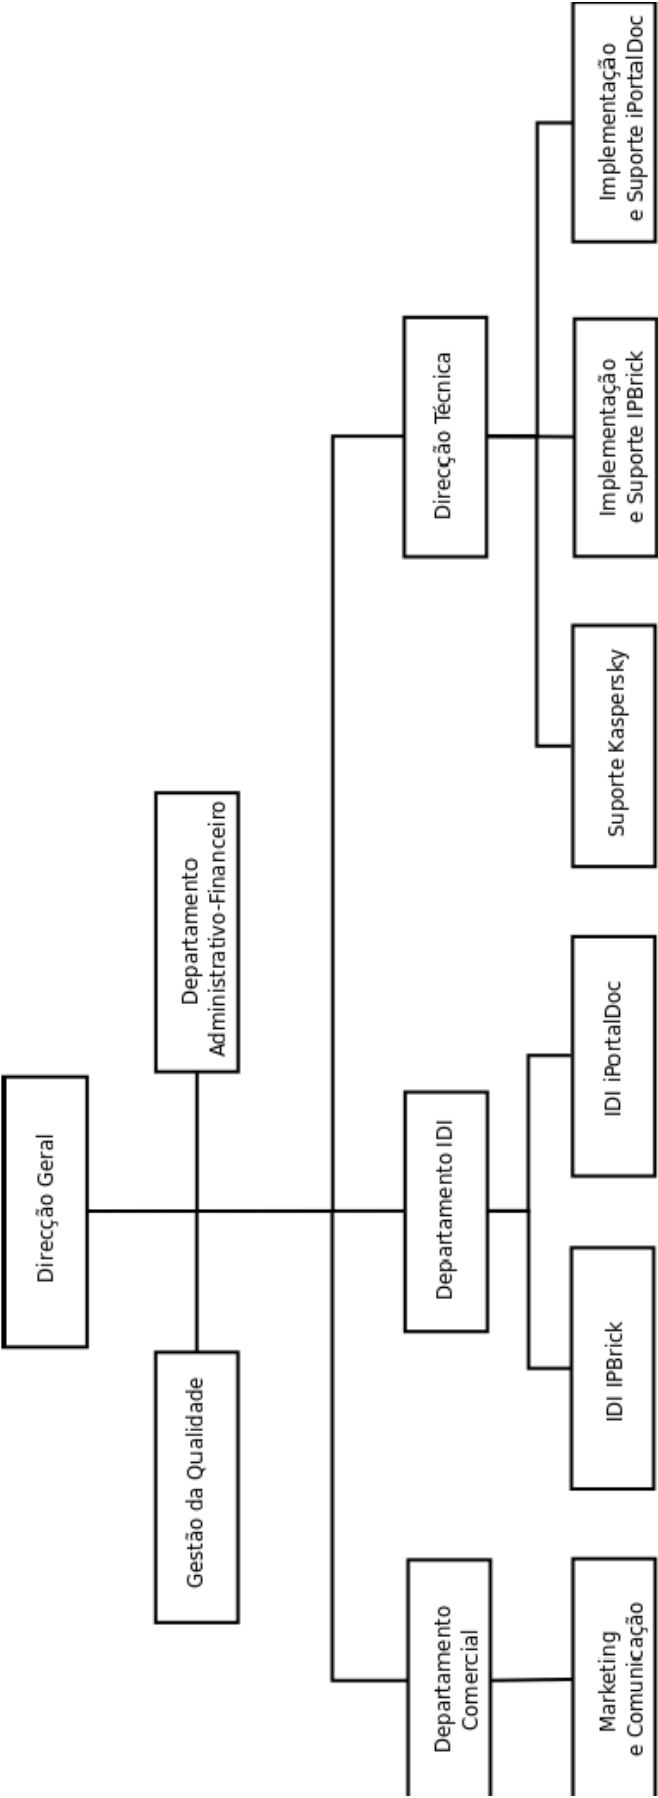 Direcção Geral
Gestão da Qualidade
Departamento
Administrativo-Financeiro
Departamento
Comercial
Departamento IDI
Direcção Técnica
Marketing
e Comunicação
IDI IPBrick
IDI iPortalDoc
Suporte Kaspersky
Implementação
e Suporte IPBrick
Implementação
e Suporte iPortalDoc